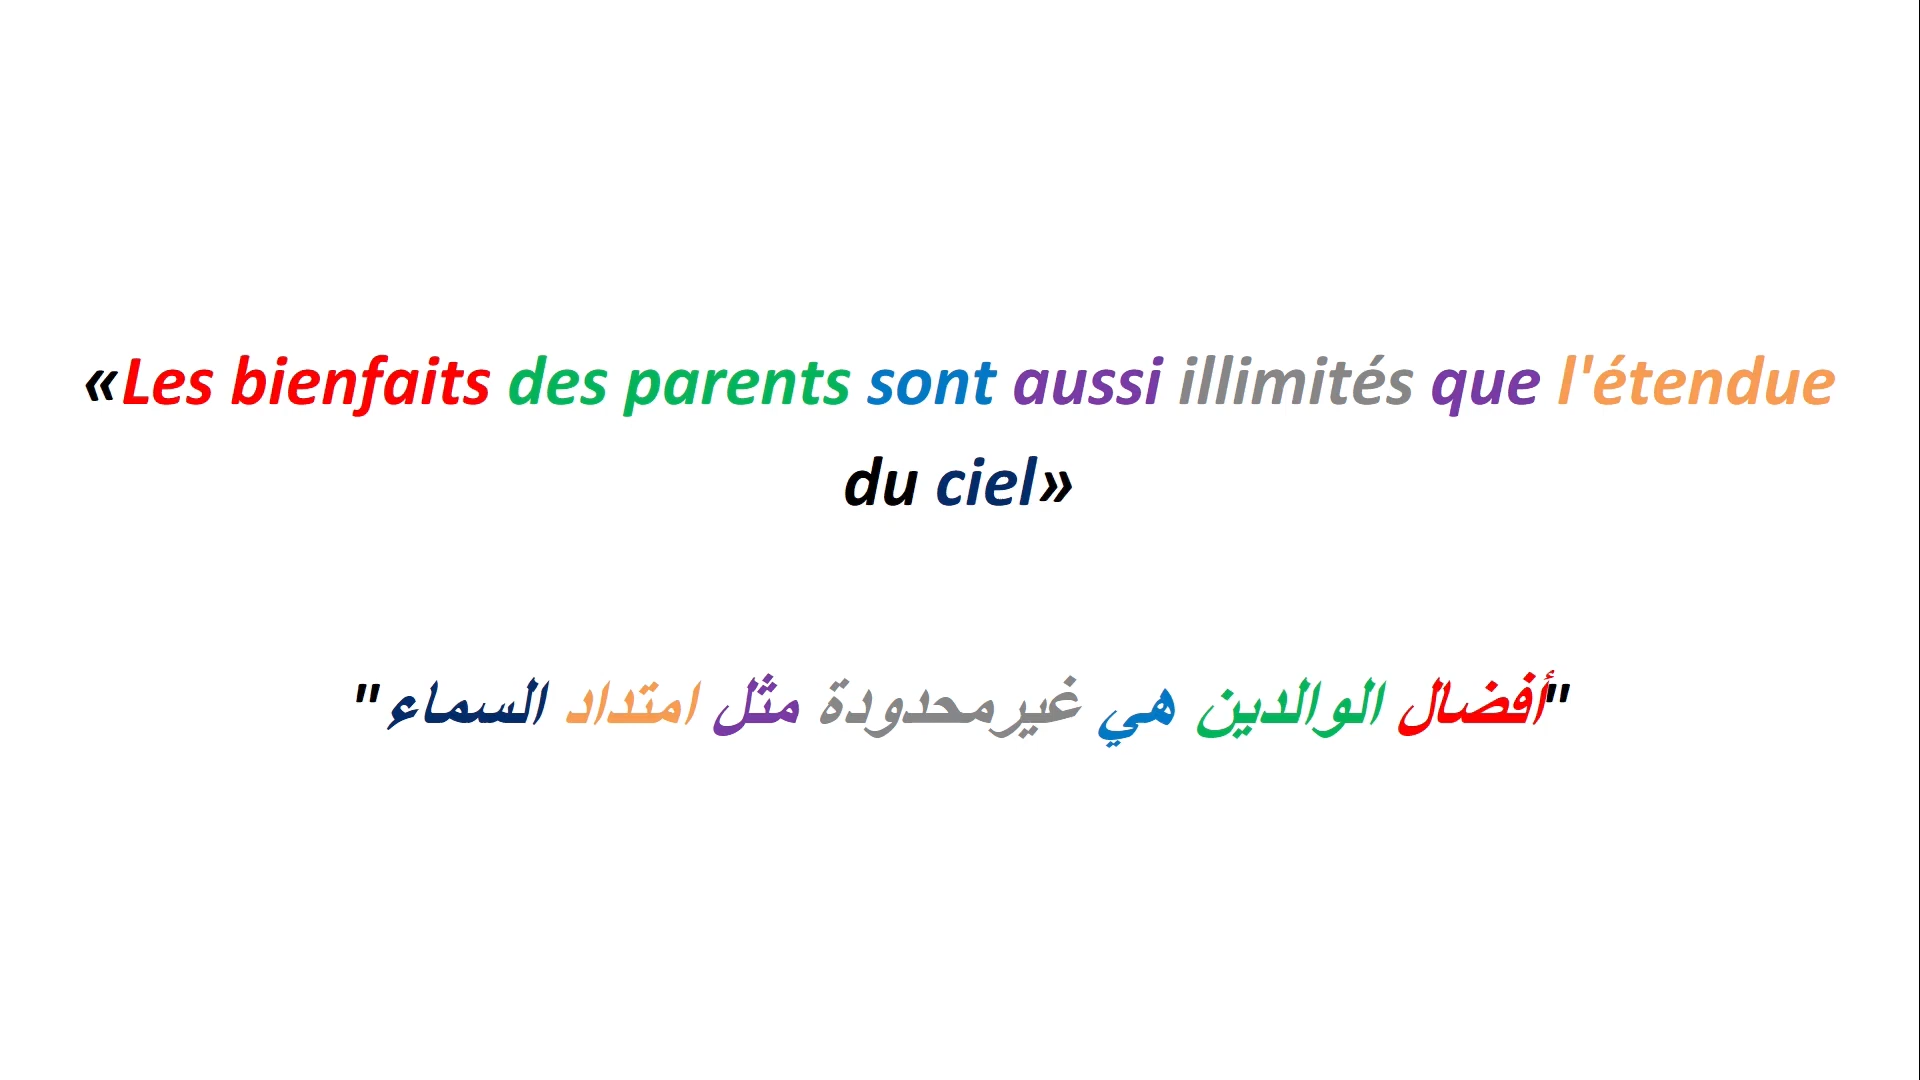 «Les bienfaits des parents sont aussi illimités que l'étendue
du ciel»
"أفضال الوالدين هي غيرمحدودة مثل امتداد السماء"